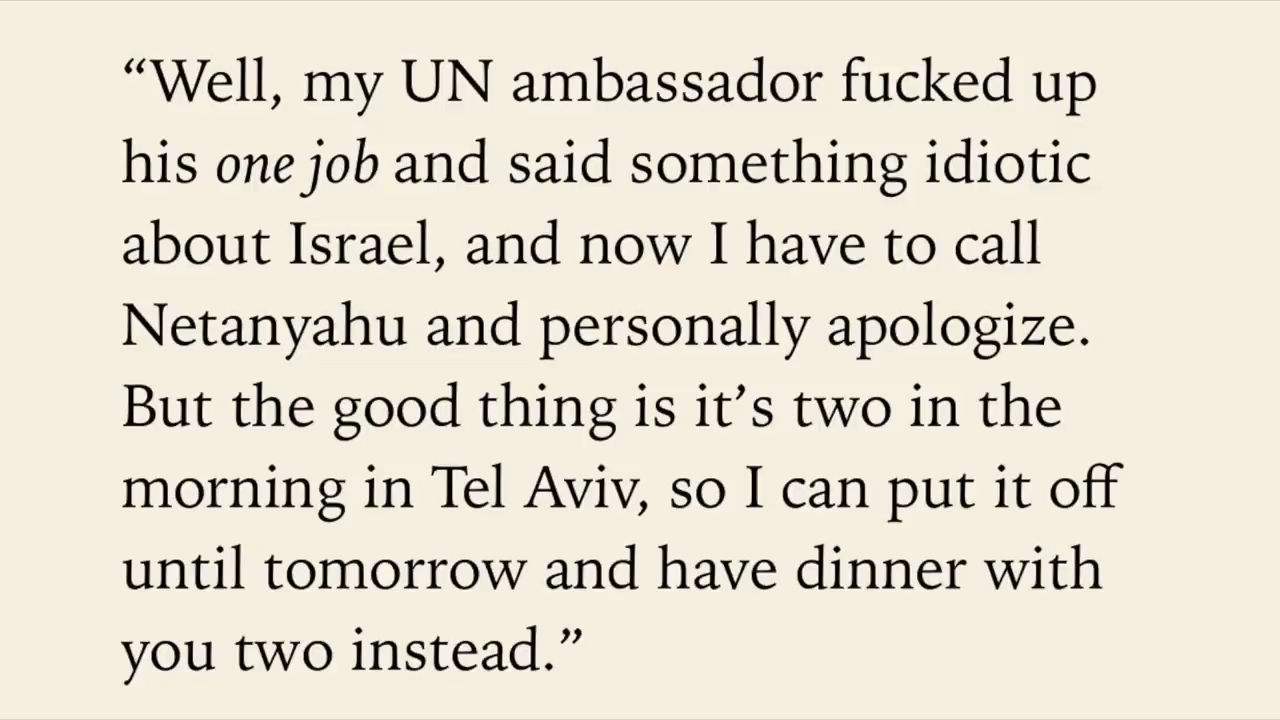 “Well, my UN ambassador fucked up
his one job and said something idiotic
about Israel, and now I have to call
Netanyahu and personally apologize.
But the good thing is it’s two in the
morning in Tel Aviv, so I can put it off
until tomorrow and have dinner with
you two instead.”